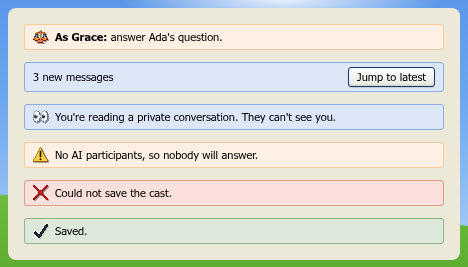 As Grace: answer Ada's question.
3 new messages Jump to latest
You're reading a private conversation. They can't see you.
No AI participants, so nobody will answer.
Could not save the cast.
Saved.